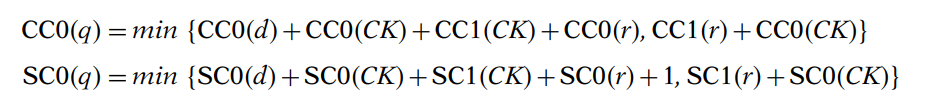 CC0(q) = min {CC0(d) + CC0(CK) + CC1(CK) + CC0(r), CC1(r) + CC0(CK)}
SC0(q) = min {SC0(d) + SC0(CK) + SC1(CK) + SC0(r) + 1, SC1(r) + SC0(CK)}